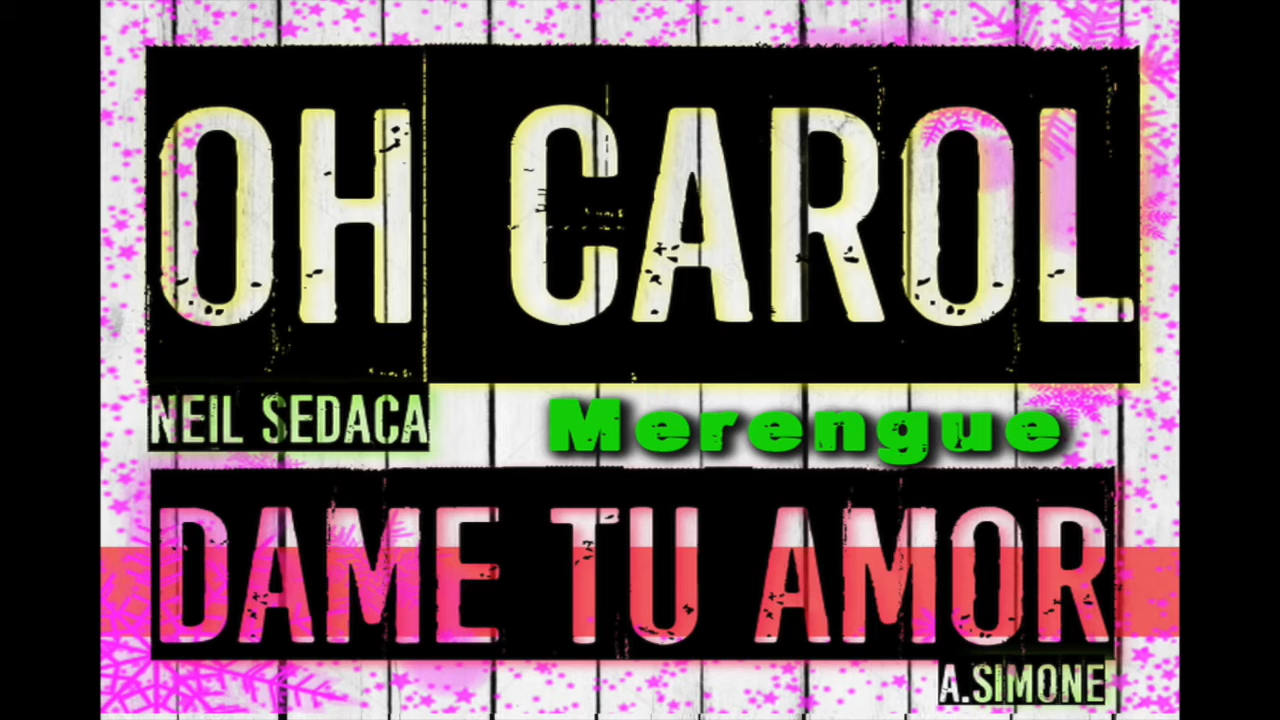 OH CAROL
NEIL SEDACA
Merengue
DAME TU AMOR
A.SIMONE